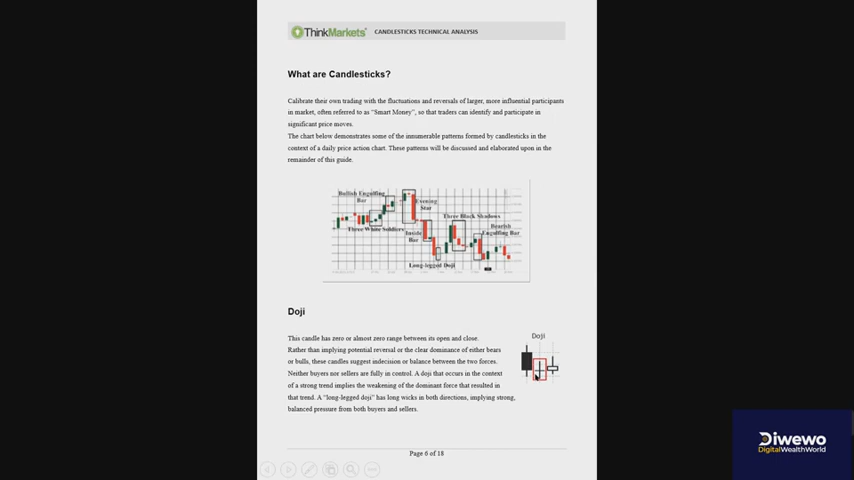 ThinkMarkets CANDLESTICKS TECHNICAL ANALYSIS
What are Candlesticks?
Calibrate their own trading with the fluctuations and reversals of larger, more influential participants
in market, often referred to as "Smart Money", so that traders can identify and participate in
significant price moves.
The chart below demonstrates some of the innumerable patterns formed by candlesticks in the
context of a daily price action chart. These patterns will be discussed and elaborated upon in the
remainder of this guide.
Bullish Engulfing
Bar
Evening
Star
Three Black Shadows
Three White Soldiers
Inside
Bar
Bearish
Engulfing Bar
Long-legged Doji
Doji
This candle has zero or almost zero range between its open and close.
Rather than implying potential reversal or the clear dominance of either bears
or bulls, these candles suggest indecision or balance between the two forces.
Neither buyers nor sellers are fully in control. A doji that occurs in the context
of a strong trend implies the weakening of the dominant force that resulted in
that trend. A "long-legged doji" has long wicks in both directions, implying strong,
balanced pressure from both buyers and sellers.
Doji
Page 6 of 18
Diwewo
DigitalWealthWorld